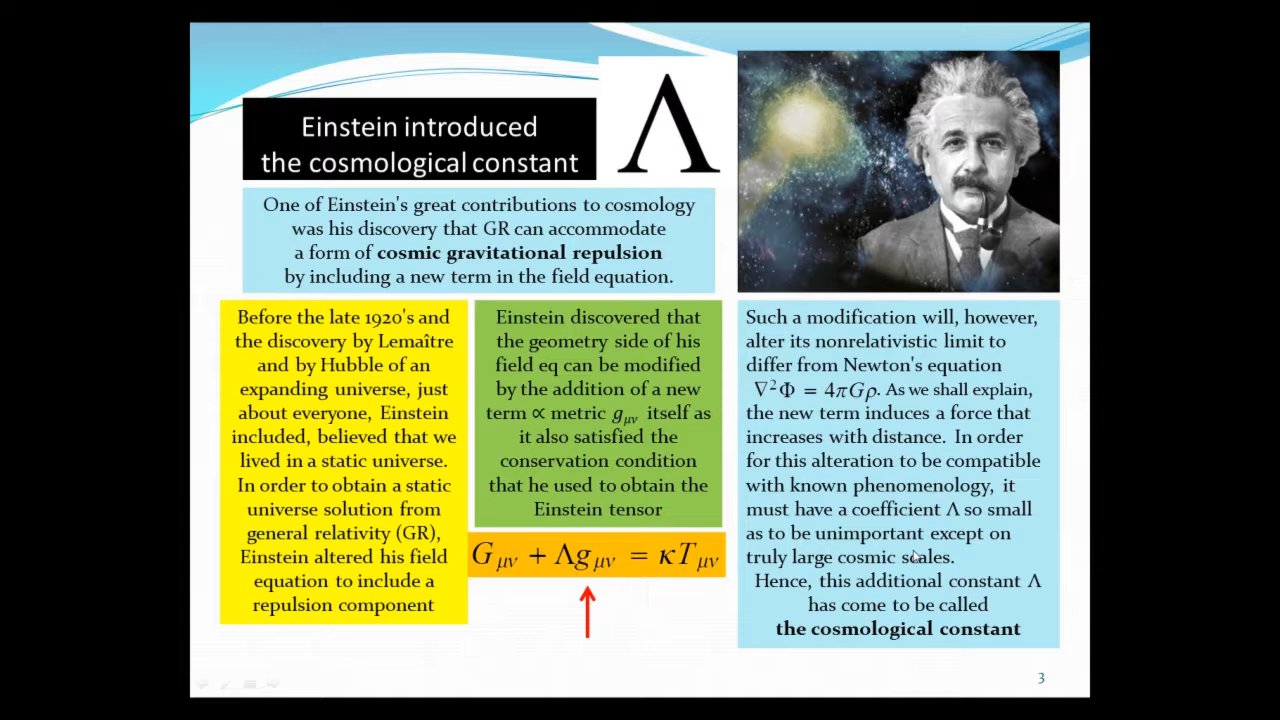 Einstein introduced
the cosmological constant
Λ
One of Einstein's great contributions to cosmology
was his discovery that GR can accommodate
a form of cosmic gravitational repulsion
by including a new term in the field equation.
Before the late 1920's and
the discovery by Lemaître
and by Hubble of an
expanding universe, just
about everyone, Einstein
included, believed that we
lived in a static universe.
In order to obtain a static
universe solution from
general relativity (GR),
Einstein altered his field
equation to include a
repulsion component
Einstein discovered that
the geometry side of his
field eq can be modified
by the addition of a new
term ∝ metric gμν itself as
it also satisfied the
conservation condition
that he used to obtain the
Einstein tensor
Gμν + Λgμν = κTμν
Such a modification will, however,
alter its nonrelativistic limit to
differ from Newton's equation
∇²Φ = 4πGρ. As we shall explain,
the new term induces a force that
increases with distance. In order
for this alteration to be compatible
with known phenomenology, it
must have a coefficient Λ so small
as to be unimportant except on
truly large cosmic scales.
Hence, this additional constant Λ
has come to be called
the cosmological constant
3